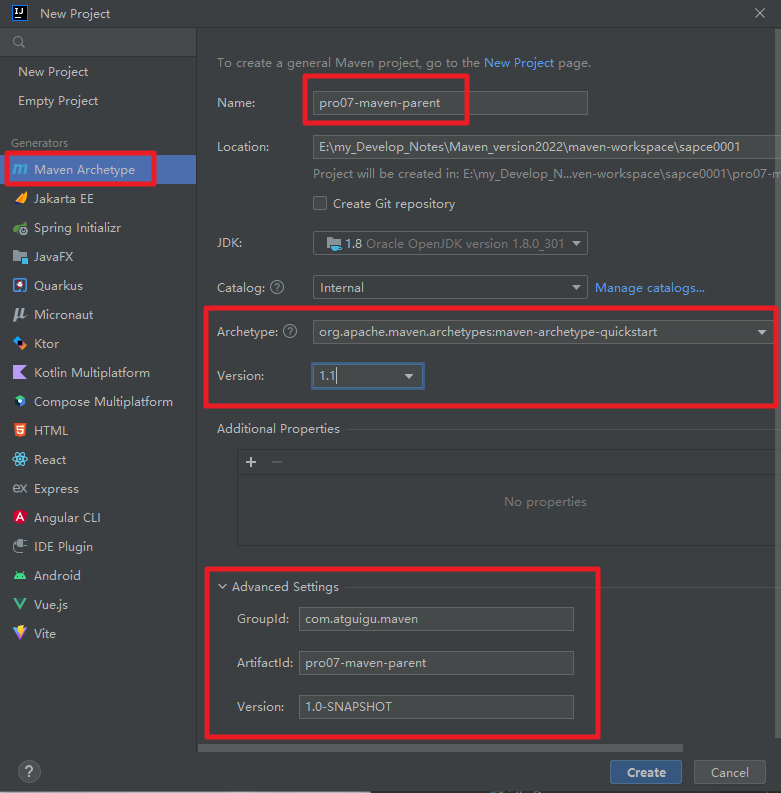 New Project
New Project
Empty Project
Generators
Maven Archetype
Jakarta EE
Spring Initializr
JavaFX
Quarkus
Micronaut
Ktor
Kotlin Multiplatform
Compose Multiplatform
HTML
React
ex Express
Angular CLI
IDE Plugin
Android
Vue.js
Vite
To create a general Maven project, go to the New Project page.
Name: pro07-maven-parent
Location: E:\my_Develop_Notes\Maven_version2022\maven-workspace\sapce0001
Project will be created in: E:\my_Develop_N...ven-workspace\sapce0001\pro07-m
Create Git repository
JDK: 1.8 Oracle OpenJDK version 1.8.0_301
Catalog: ? Internal Manage catalogs...
Archetype: ? org.apache.maven.archetypes:maven-archetype-quickstart
Version: 1.1
Additional Properties
+ −
No properties
Advanced Settings
GroupId: com.atguigu.maven
ArtifactId: pro07-maven-parent
Version: 1.0-SNAPSHOT
? Create Cancel